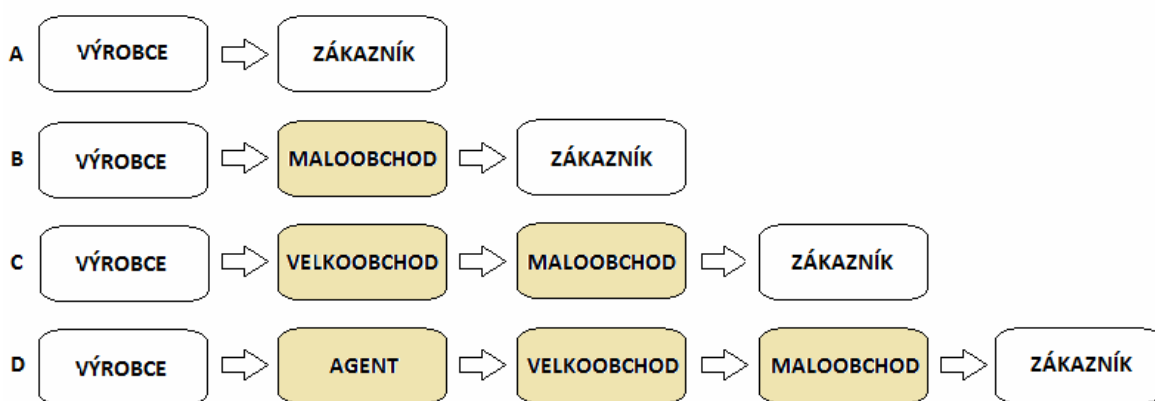 A VÝROBCE ZÁKAZNÍK
B VÝROBCE MALOOBCHOD ZÁKAZNÍK
C VÝROBCE VELKOOBCHOD MALOOBCHOD ZÁKAZNÍK
D VÝROBCE AGENT VELKOOBCHOD MALOOBCHOD ZÁKAZNÍK